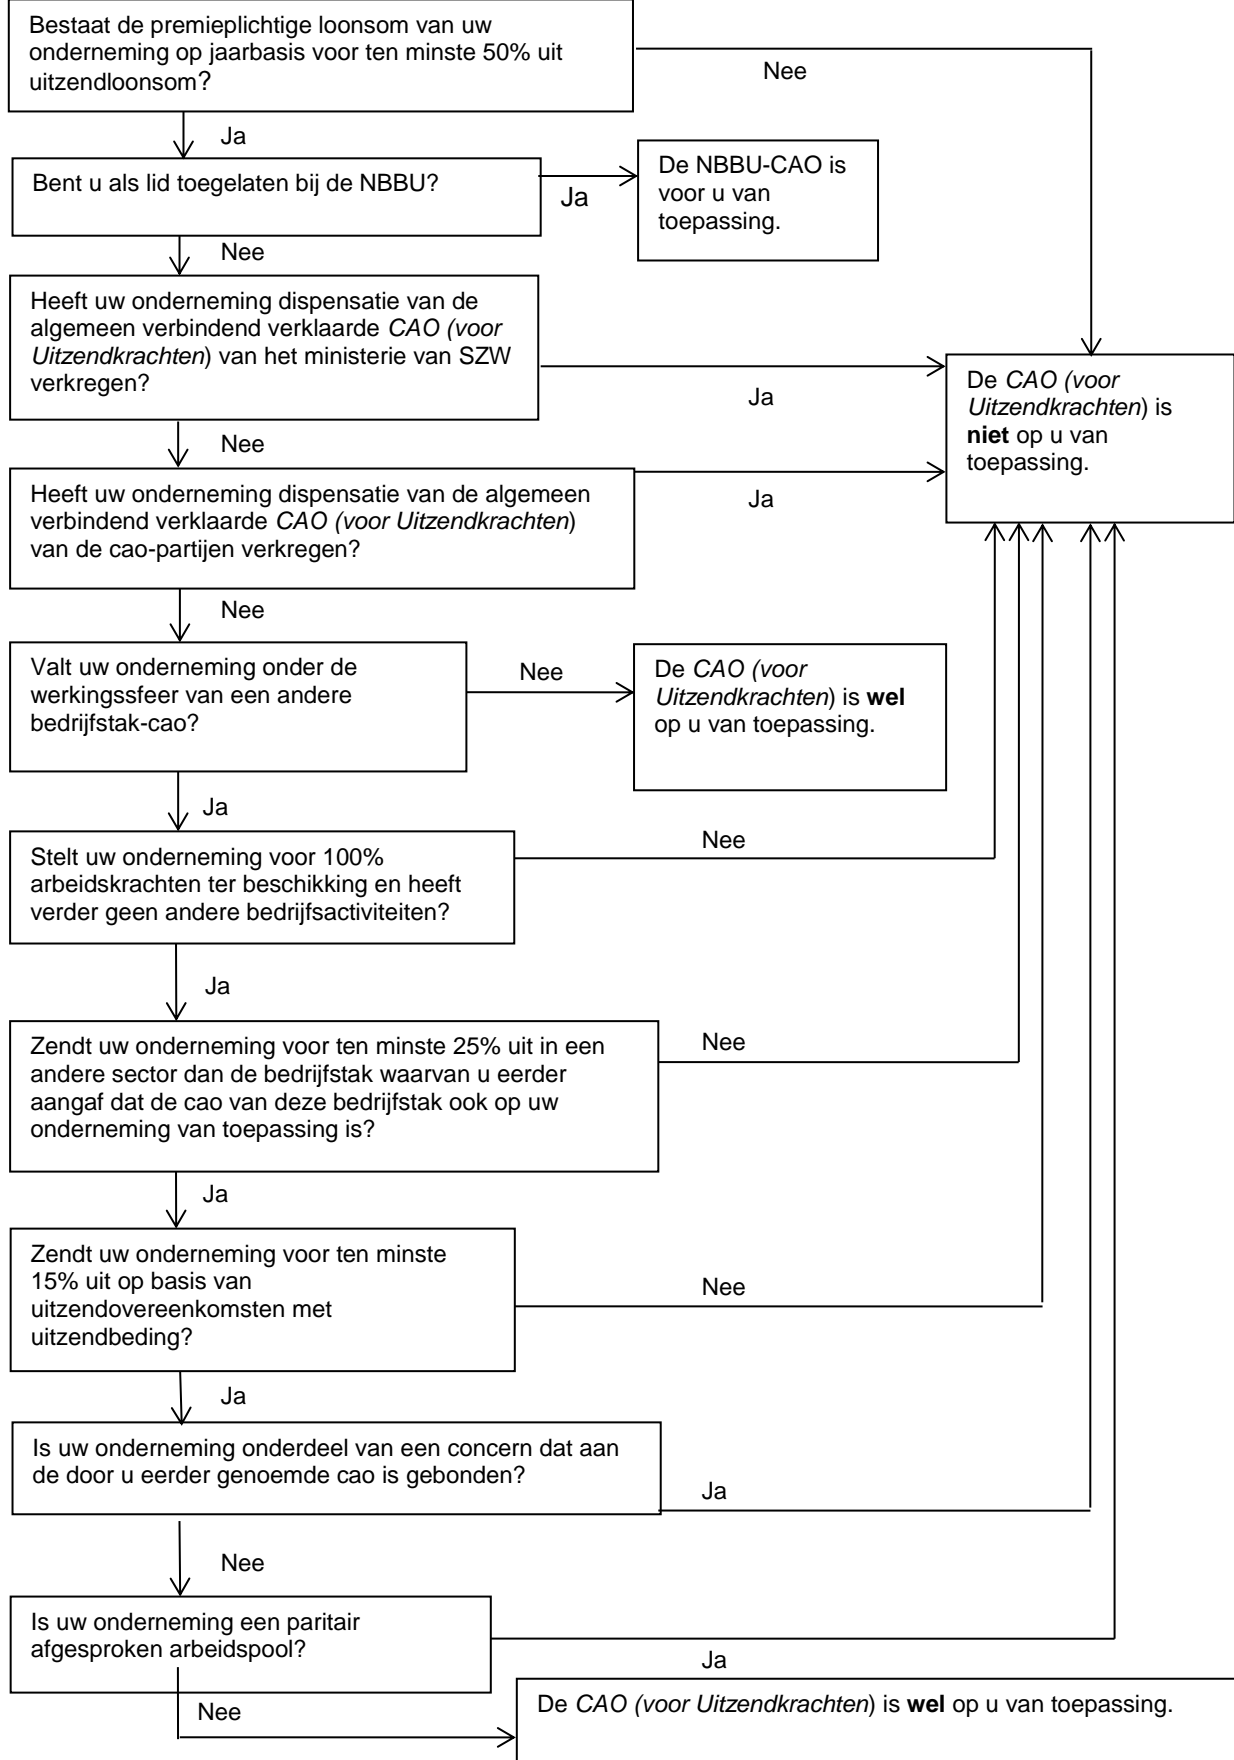 Bestaat de premieplichtige loonsom van uw
onderneming op jaarbasis voor ten minste 50% uit
uitzendloonsom?
Nee
Ja
Bent u als lid toegelaten bij de NBBU?
Ja
De NBBU-CAO is
voor u van
toepassing.
Nee
Heeft uw onderneming dispensatie van de
algemeen verbindend verklaarde CAO (voor
Uitzendkrachten) van het ministerie van SZW
verkregen?
Ja
De CAO (voor
Uitzendkrachten) is
niet op u van
toepassing.
Nee
Heeft uw onderneming dispensatie van de algemeen
verbindend verklaarde CAO (voor Uitzendkrachten)
van de cao-partijen verkregen?
Ja
Nee
Valt uw onderneming onder de
werkingssfeer van een andere
bedrijfstak-cao?
Nee
De CAO (voor
Uitzendkrachten) is wel
op u van toepassing.
Ja
Stelt uw onderneming voor 100%
arbeidskrachten ter beschikking en heeft
verder geen andere bedrijfsactiviteiten?
Nee
Ja
Zendt uw onderneming voor ten minste 25% uit in een
andere sector dan de bedrijfstak waarvan u eerder
aangaf dat de cao van deze bedrijfstak ook op uw
onderneming van toepassing is?
Nee
Ja
Zendt uw onderneming voor ten minste
15% uit op basis van
uitzendovereenkomsten met
uitzendbeding?
Nee
Ja
Is uw onderneming onderdeel van een concern dat aan
de door u eerder genoemde cao is gebonden?
Ja
Nee
Is uw onderneming een paritair
afgesproken arbeidspool?
Ja
Nee
De CAO (voor Uitzendkrachten) is wel op u van toepassing.